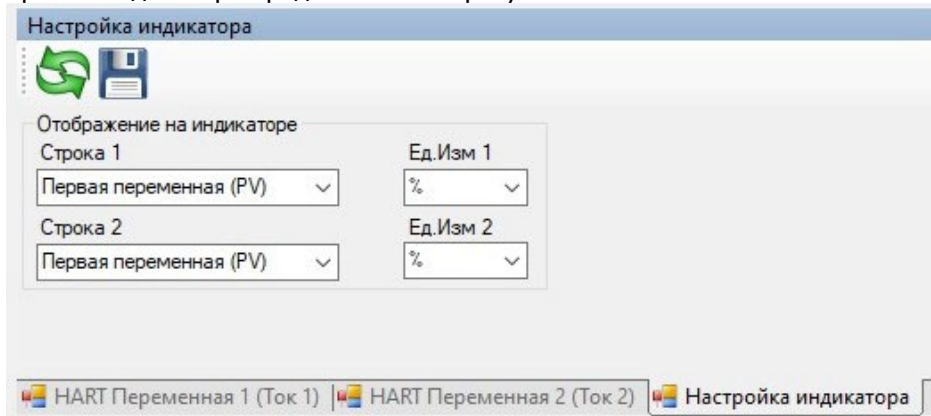 Настройка индикатора
Отображение на индикаторе
Строка 1 Ед.Изм 1
Первая переменная (PV) %
Строка 2 Ед.Изм 2
Первая переменная (PV) %
HART Переменная 1 (Ток 1) HART Переменная 2 (Ток 2) Настройка индикатора